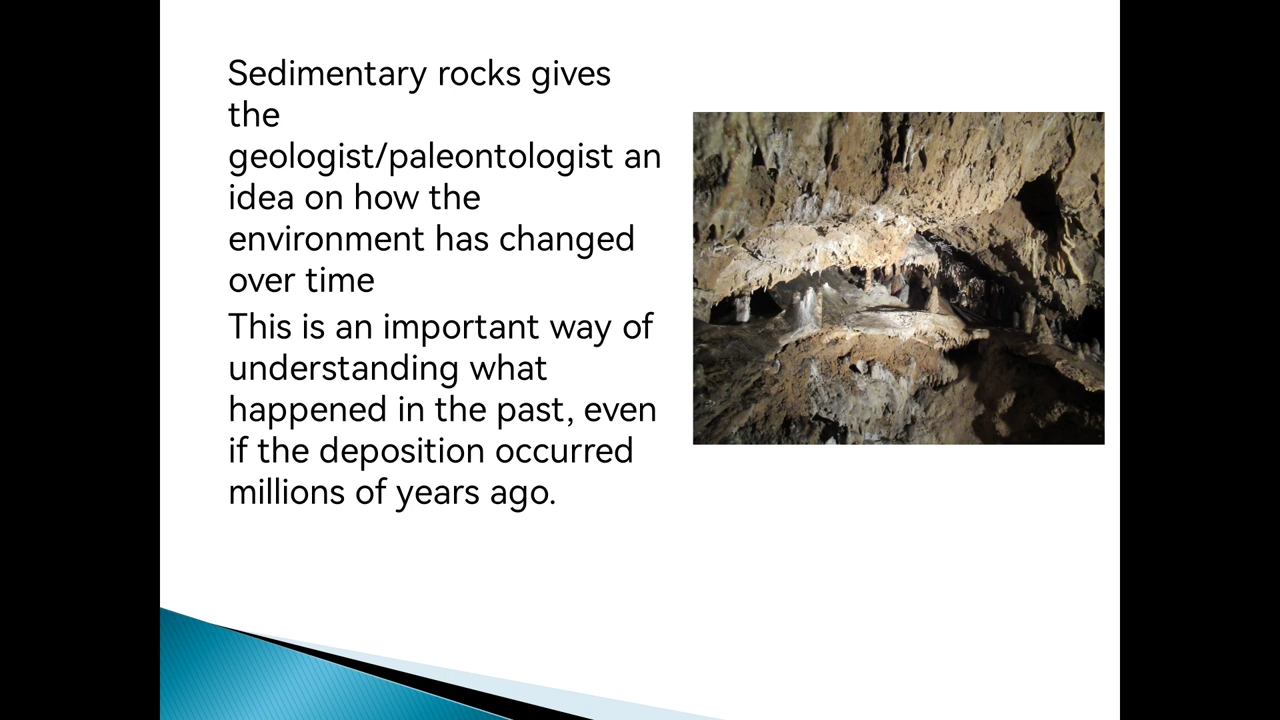 Sedimentary rocks gives
the
geologist/paleontologist an
idea on how the
environment has changed
over time
This is an important way of
understanding what
happened in the past, even
if the deposition occurred
millions of years ago.